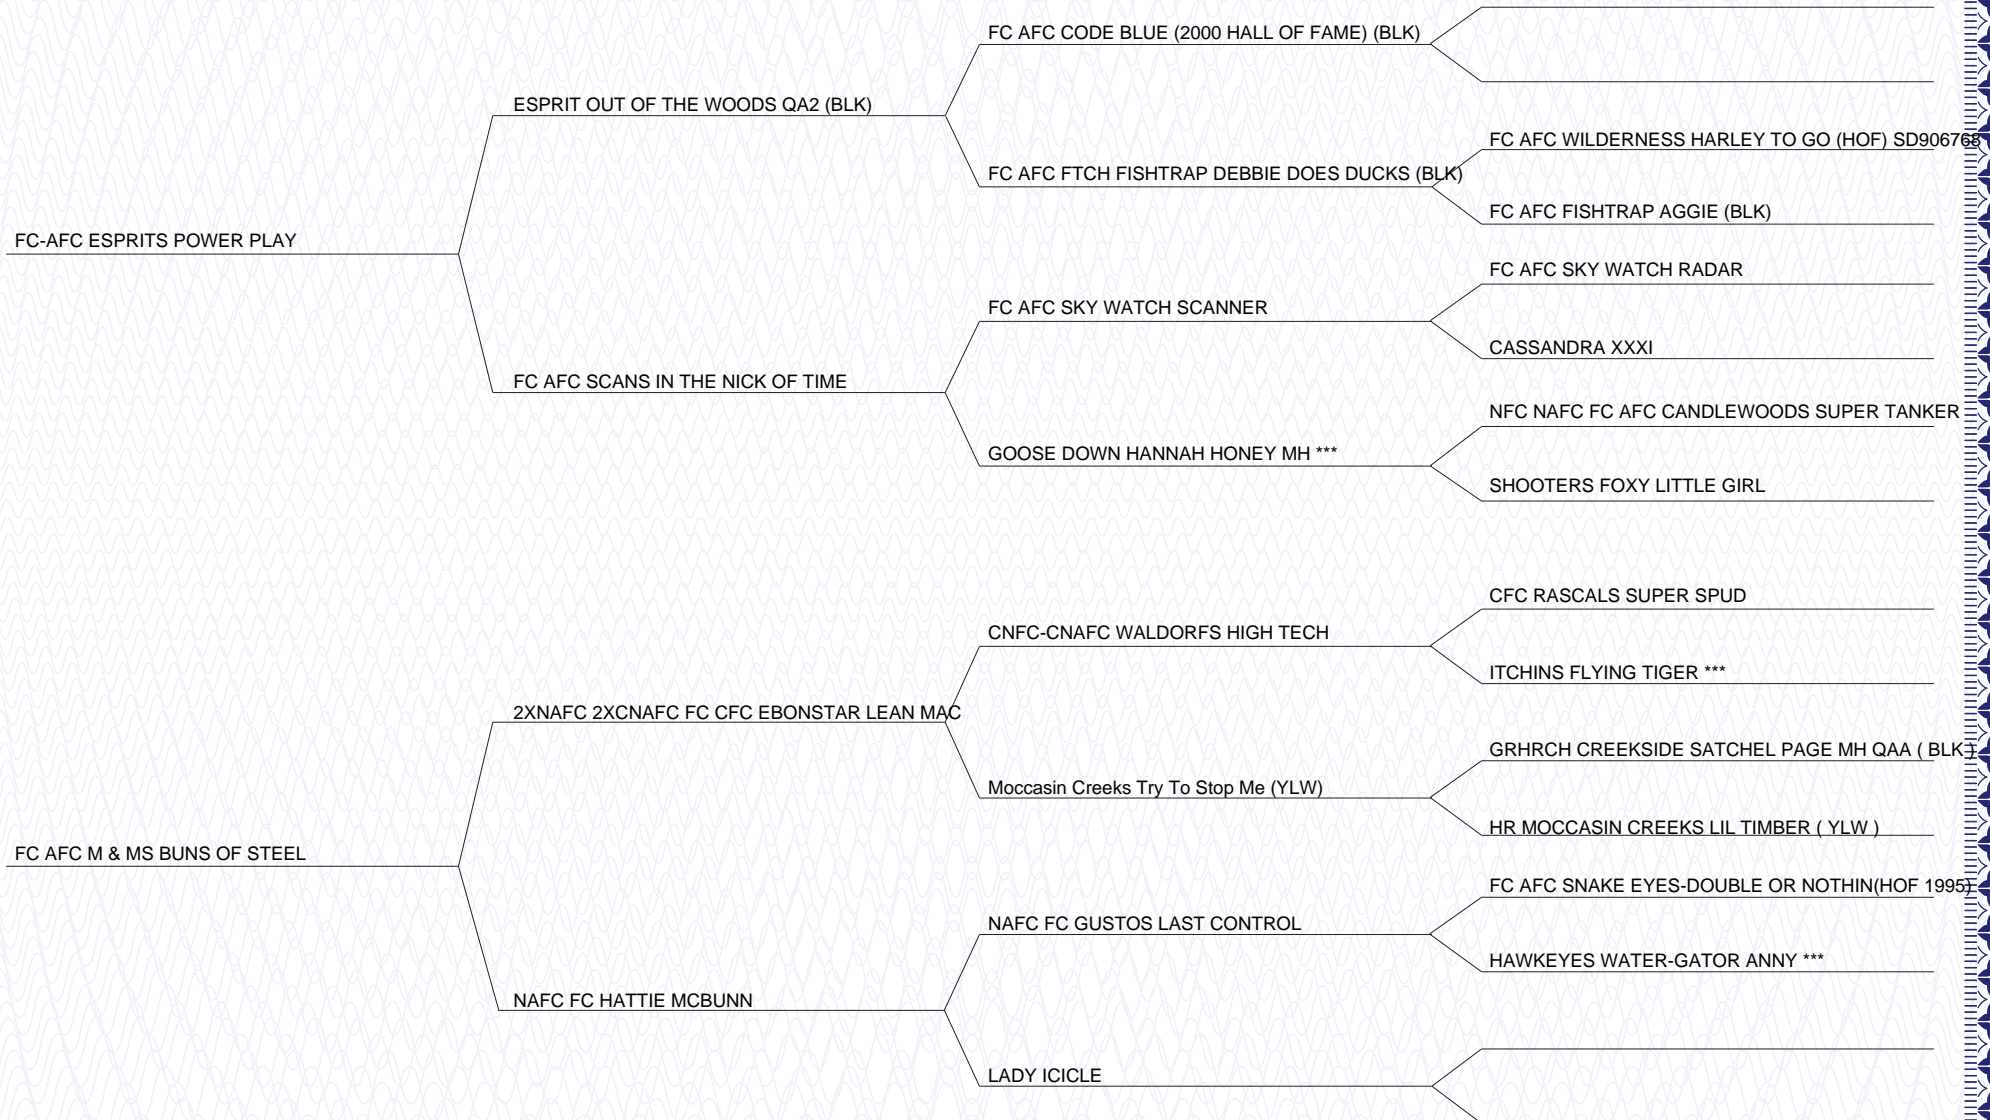 FC AFC CODE BLUE (2000 HALL OF FAME) (BLK)
ESPRIT OUT OF THE WOODS QA2 (BLK)
FC AFC WILDERNESS HARLEY TO GO (HOF) SD906768
FC AFC FTCH FISHTRAP DEBBIE DOES DUCKS (BLK)
FC AFC FISHTRAP AGGIE (BLK)
FC-AFC ESPRITS POWER PLAY
FC AFC SKY WATCH RADAR
FC AFC SKY WATCH SCANNER
CASSANDRA XXXI
FC AFC SCANS IN THE NICK OF TIME
NFC NAFC FC AFC CANDLEWOODS SUPER TANKER
GOOSE DOWN HANNAH HONEY MH ***
SHOOTERS FOXY LITTLE GIRL
CFC RASCALS SUPER SPUD
CNFC-CNAFC WALDORFS HIGH TECH
ITCHINS FLYING TIGER ***
2XNAFC 2XCNAFC FC CFC EBONSTAR LEAN MAC
GRHRCH CREEKSIDE SATCHEL PAGE MH QAA ( BLK )
Moccasin Creeks Try To Stop Me (YLW)
HR MOCCASIN CREEKS LIL TIMBER ( YLW )
FC AFC M & MS BUNS OF STEEL
FC AFC SNAKE EYES-DOUBLE OR NOTHIN(HOF 1995)
NAFC FC GUSTOS LAST CONTROL
HAWKEYES WATER-GATOR ANNY ***
NAFC FC HATTIE MCBUNN
LADY ICICLE